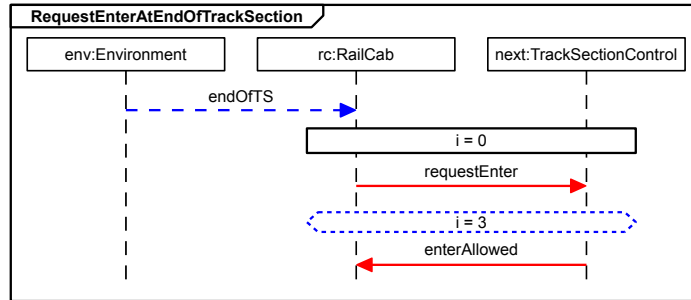 RequestEnterAtEndOfTrackSection
env:Environment
rc:RailCab
next:TrackSectionControl
endOfTS
i = 0
requestEnter
i = 3
enterAllowed